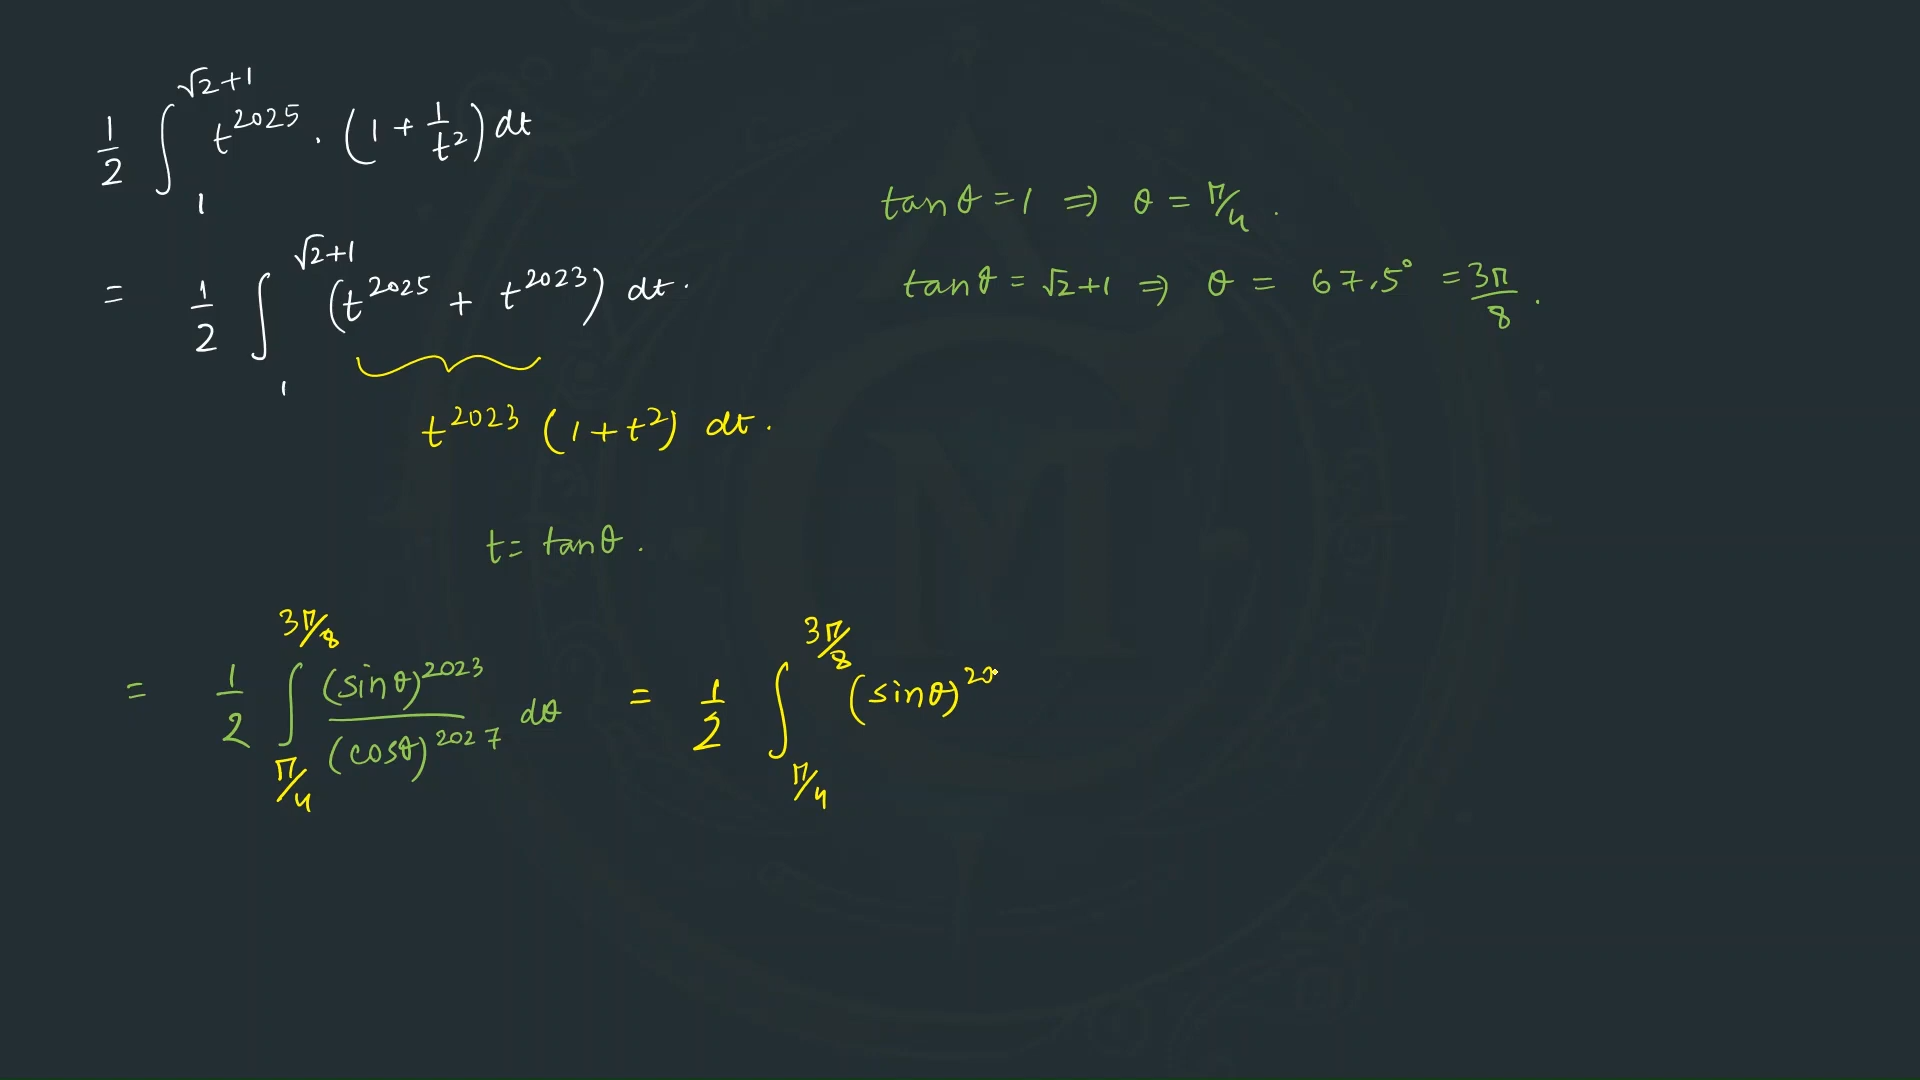 1/2 ∫₁^(√2+1) t^2025 · (1 + 1/t²) dt
tanθ = 1 ⇒ θ = π/4 .
= 1/2 ∫₁^(√2+1) (t^2025 + t^2023) dt .
tanθ = √2+1 ⇒ θ = 67.5° = 3π/8 .
t^2023 (1+t²) dt .
t = tanθ .
= 1/2 ∫_(π/4)^(3π/8) (sinθ)^2023 / (cosθ)^2027 dθ = 1/2 ∫_(π/4)^(3π/8) (sinθ)^20